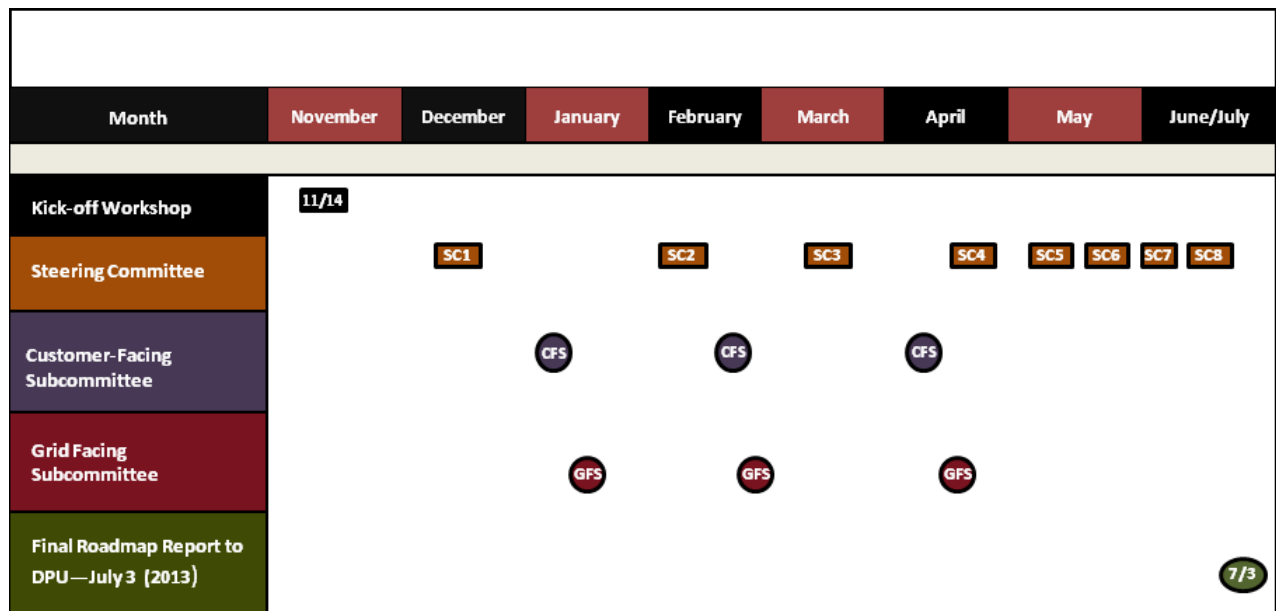 Month November December January February March April May June/July
Kick-off Workshop 11/14
Steering Committee SC1 SC2 SC3 SC4 SC5 SC6 SC7 SC8
Customer-Facing
Subcommittee
CFS CFS CFS
Grid Facing
Subcommittee
GFS GFS GFS
Final Roadmap Report to
DPU—July 3 (2013)
7/3